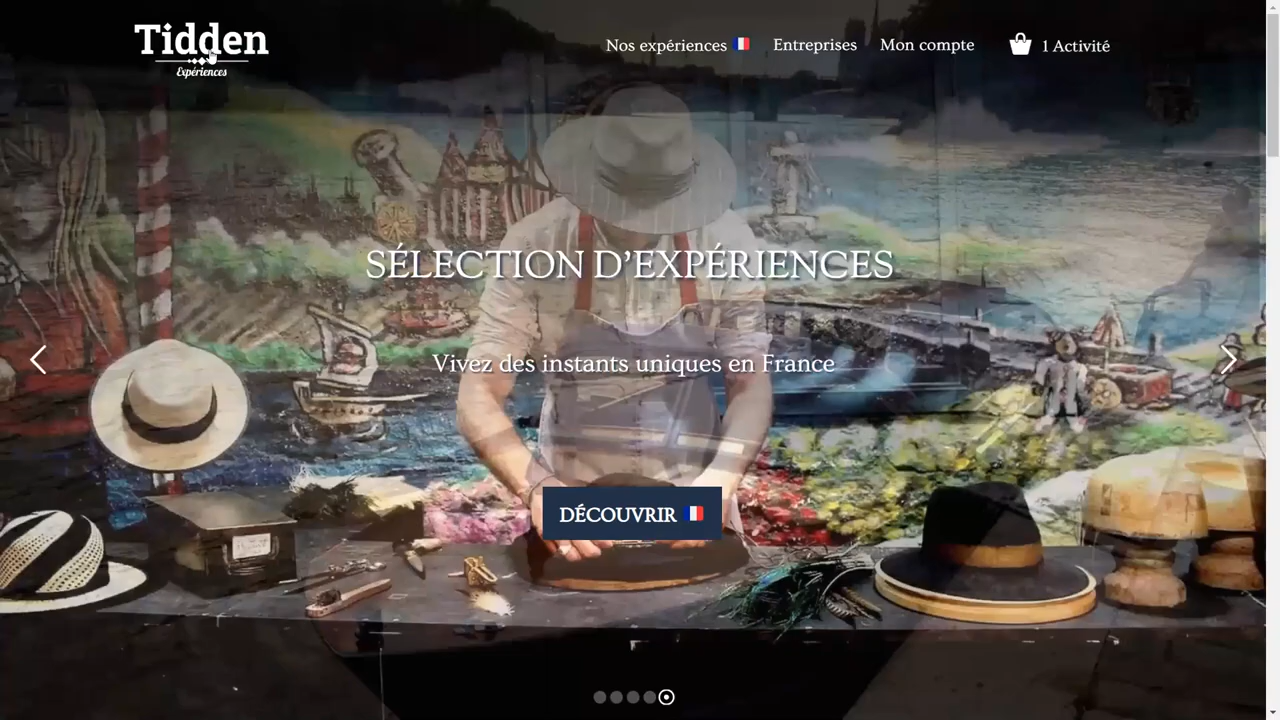 Tidden
Expériences
Nos expériences
Entreprises
Mon compte
1 Activité
SÉLECTION D'EXPÉRIENCES
Vivez des instants uniques en France
DÉCOUVRIR